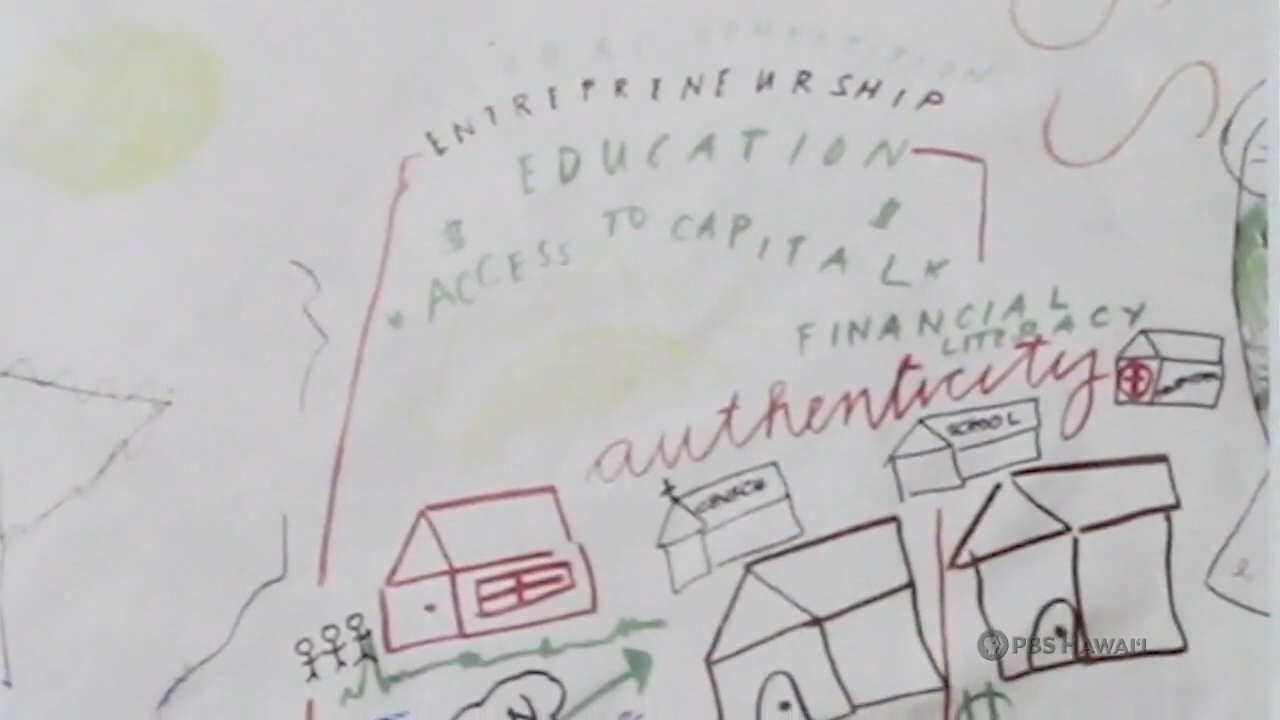 ENTREPRENEURSHIP
EDUCATION
$ $
ACCESS TO CAPITAL
FINANCIAL
LITERACY
authenticity
SCHOOL
CHURCH
PBS HAWAIʻI
$